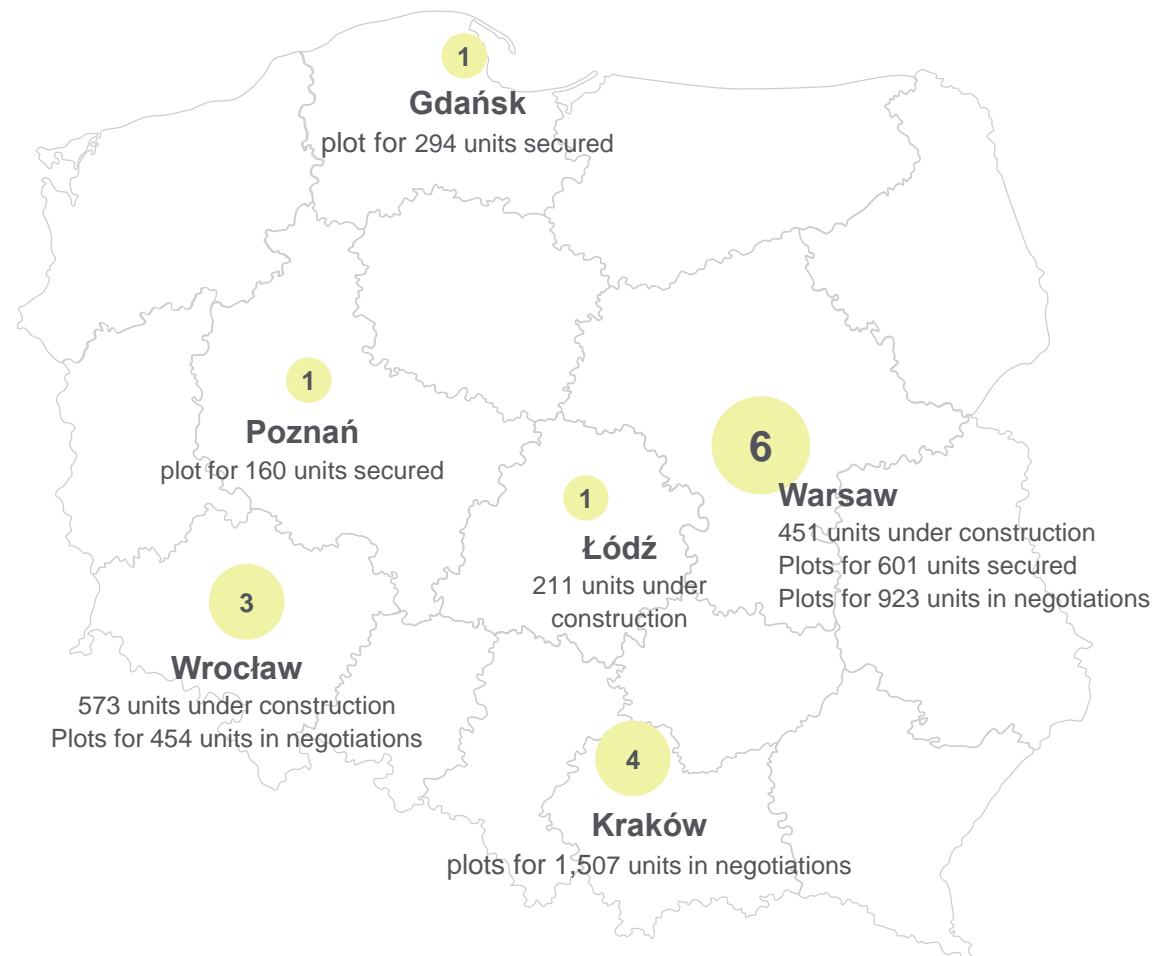 1
Gdańsk
plot for 294 units secured
1
Poznań
plot for 160 units secured
6
Warsaw
451 units under construction
Plots for 601 units secured
Plots for 923 units in negotiations
1
Łódź
211 units under
construction
3
Wrocław
573 units under construction
Plots for 454 units in negotiations
4
Kraków
plots for 1,507 units in negotiations